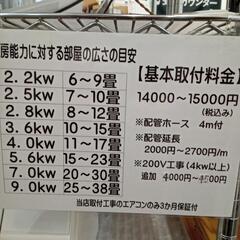 房能力に対する部屋の広さの目安
2.2kw 6～9畳
2.5kw 7～10畳
2.8kw 8～12畳
3.6kw 10～15畳
4.0kw 11～17畳
5.6kw 15～23畳
7.0kw 20～30畳
9.0kw 25～38畳
【基本取付料金】
14000～15000円
(税込み)
※配管ホース 4m付
※配管延長
2000円～2700円/m
※200V工事(4kw以上)
追加 4000円～4500円
当店取付工事のエアコンのみ3か月保証付